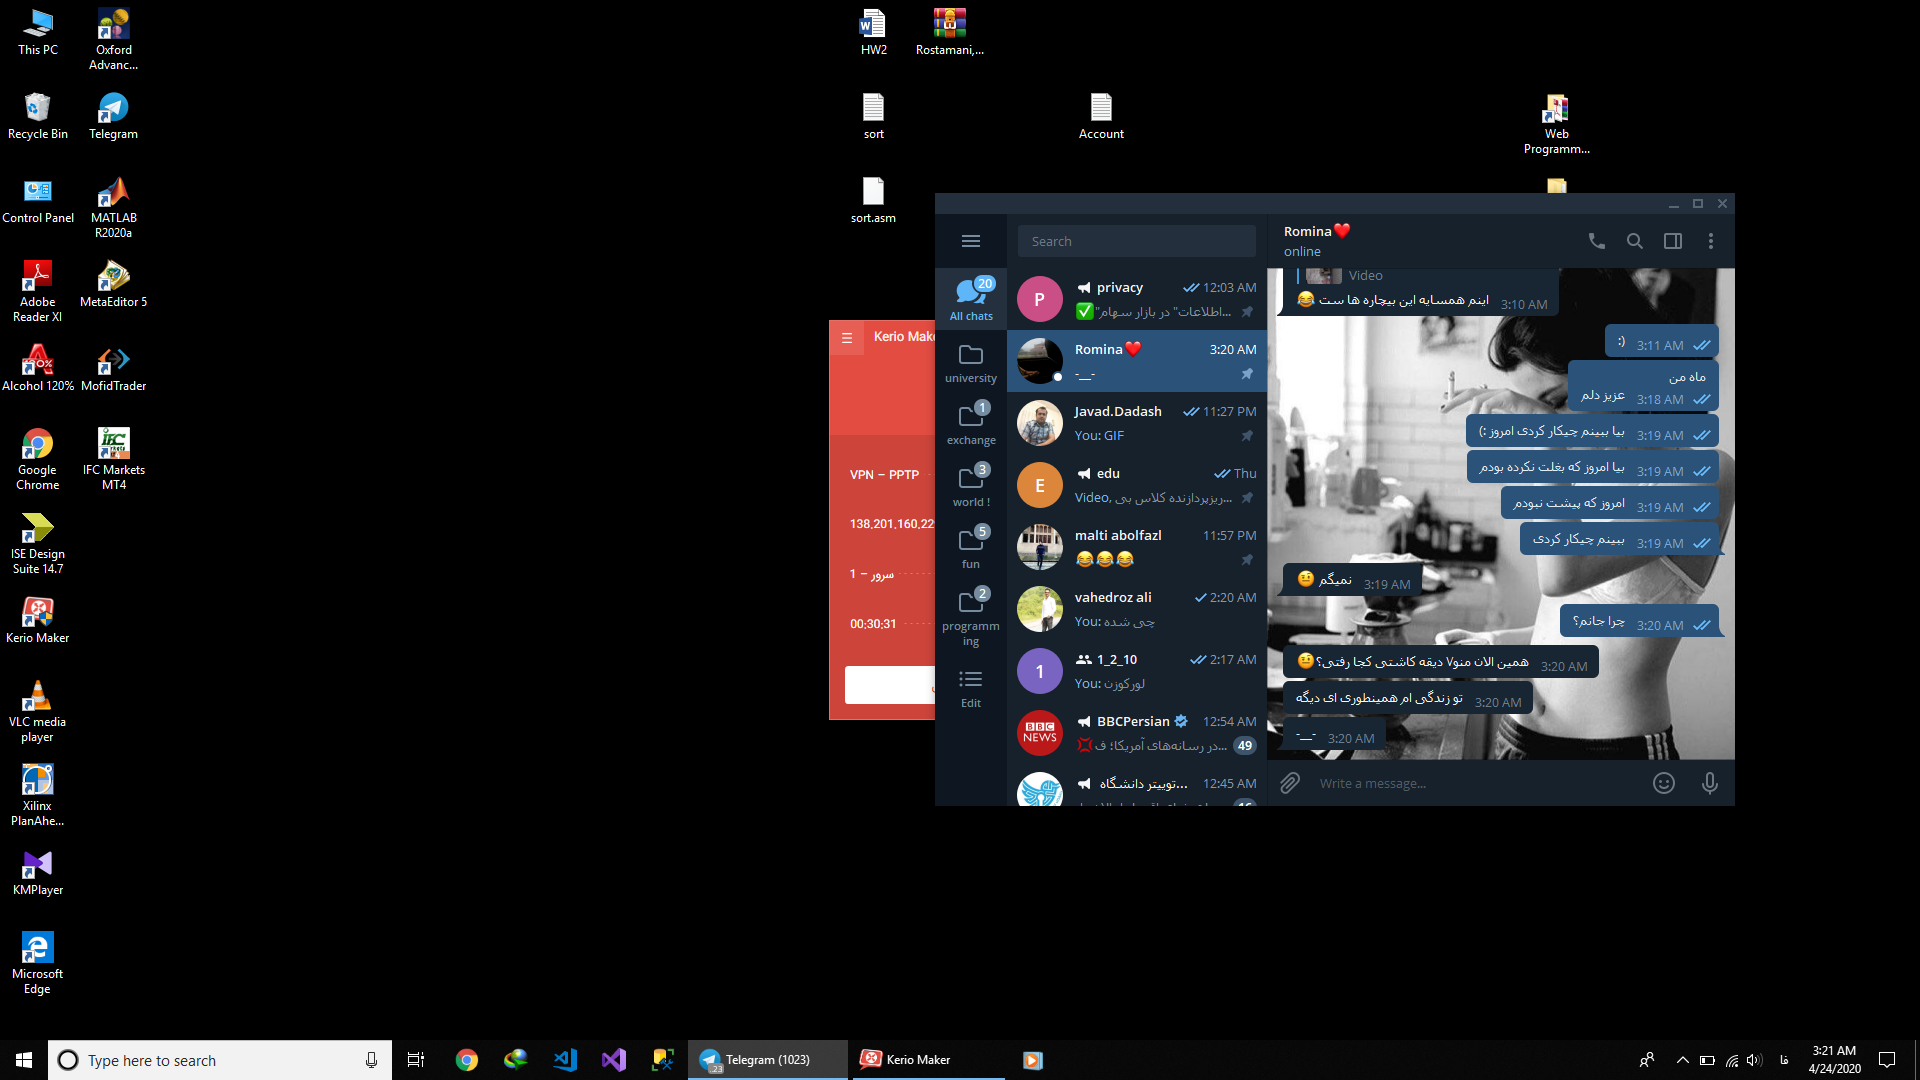 This PC
Oxford
Advanc...
HW2
Rostamani,...
Recycle Bin
Telegram
sort
Account
Web
Programm...
Control Panel
MATLAB
R2020a
sort.asm
Adobe
Reader XI
MetaEditor 5
Alcohol 120%
MofidTrader
Google
Chrome
IFC Markets
MT4
ISE Design
Suite 14.7
Kerio Maker
VLC media
player
Xilinx
PlanAhe...
KMPlayer
Microsoft
Edge
Kerio Make
VPN – PPTP
138.201.160.22
سرور – 1
00:30:31
20
All chats
university
1
exchange
3
world !
5
fun
2
programm
ing
Edit
Search
P
privacy
12:03 AM
✅"اطلاعات" در بازار سهام...
Romina❤️
3:20 AM
-__-
Javad.Dadash
11:27 PM
You: GIF
E
edu
Thu
Video, ریزپردازنده کلاس بی...
malti abolfazl
11:57 PM
😂😂😂
vahedroz ali
2:20 AM
You: چی شده
1
1_2_10
2:17 AM
You: لورکوزن
BBC
NEWS
BBCPersian
12:54 AM
در رسانه‌های آمریکا؛ ف...
49
توییتر دانشگاه...
12:45 AM
Romina❤️
online
Video
اینم همسایه این بیچاره ها ست 😂
3:10 AM
:)
3:11 AM
ماه من
عزیز دلم
3:18 AM
بیا ببینم چیکار کردی امروز :)
3:19 AM
بیا امروز که بغلت نکرده بودم
3:19 AM
امروز که پیشت نبودم
3:19 AM
ببینم چیکار کردی
3:19 AM
نمیگم 🤨
3:19 AM
چرا جانم؟
3:20 AM
همین الان منو ۷ دیقه کاشتی کجا رفتی؟🤨
3:20 AM
تو زندگی ام همینطوری ای دیگه
3:20 AM
-__-
3:20 AM
Write a message...
Type here to search
..23
Telegram (1023)
Kerio Maker
فا
3:21 AM
4/24/2020